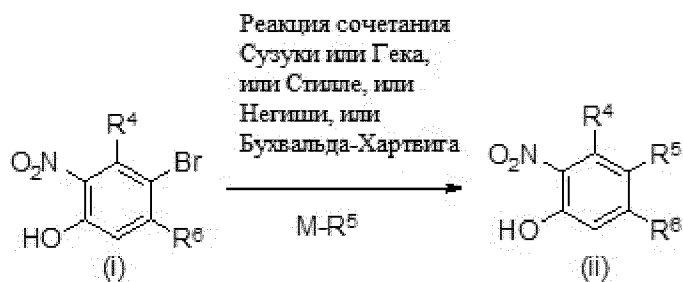 Реакция сочетания
Сузуки или Гека,
или Стилле, или
Негиши, или
Бухвальда-Хартвига
R⁴
O₂N
Br
HO
R⁶
(i)
M-R⁵
R⁴
O₂N
R⁵
HO
R⁶
(ii)